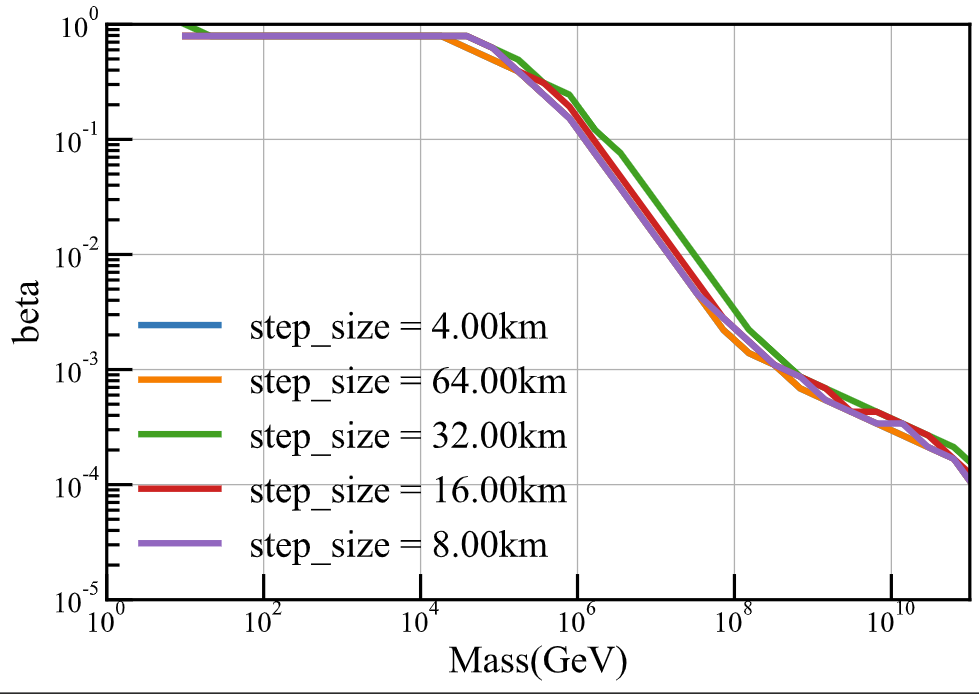 10^0
10^-1
10^-2
10^-3
10^-4
10^-5
beta
step_size = 4.00km
step_size = 64.00km
step_size = 32.00km
step_size = 16.00km
step_size = 8.00km
10^0 10^2 10^4 10^6 10^8 10^10
Mass(GeV)